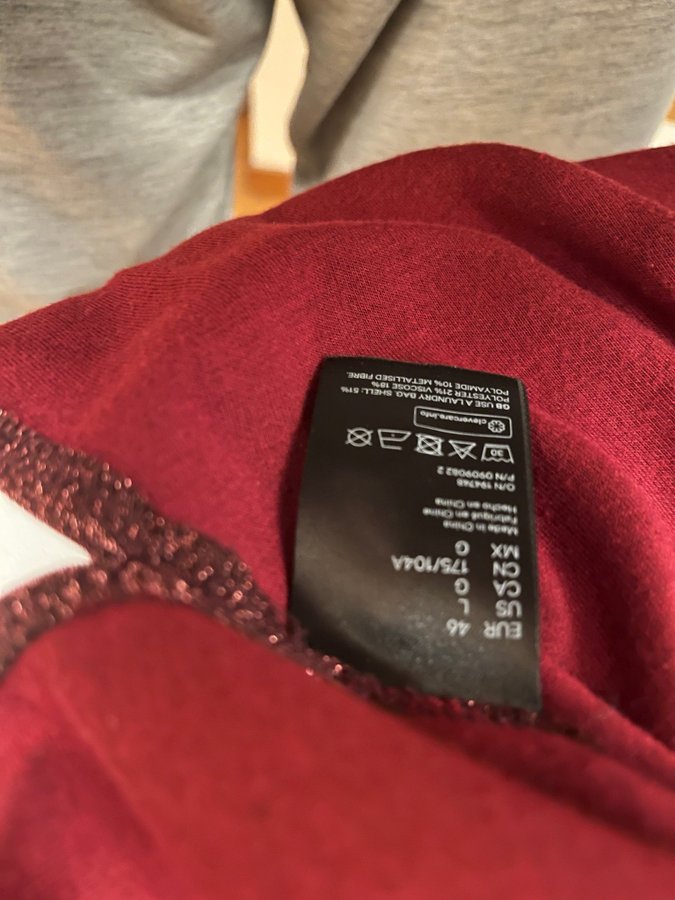 EUR 46
US L
CA G
CN 175/104A
MX G
Made in China
Fabriqué en Chine
Hecho en China
O/N 194748
P/N 0909082 2
30
clevercare.info
GB USE A LAUNDRY BAG. SHELL: 51%
POLYESTER 21% VISCOSE 18%
POLYAMIDE 10% METALLISED FIBRE.